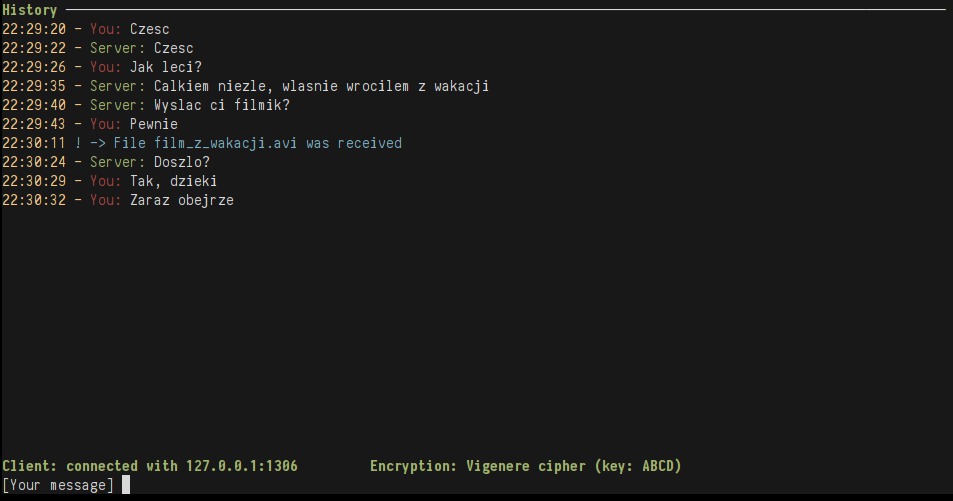 History
22:29:20 - You: Czesc
22:29:22 - Server: Czesc
22:29:26 - You: Jak leci?
22:29:35 - Server: Calkiem niezle, wlasnie wrocilem z wakacji
22:29:40 - Server: Wyslac ci filmik?
22:29:43 - You: Pewnie
22:30:11 ! -> File film_z_wakacji.avi was received
22:30:24 - Server: Doszlo?
22:30:29 - You: Tak, dzieki
22:30:32 - You: Zaraz obejrze
Client: connected with 127.0.0.1:1306 Encryption: Vigenere cipher (key: ABCD)
[Your message]